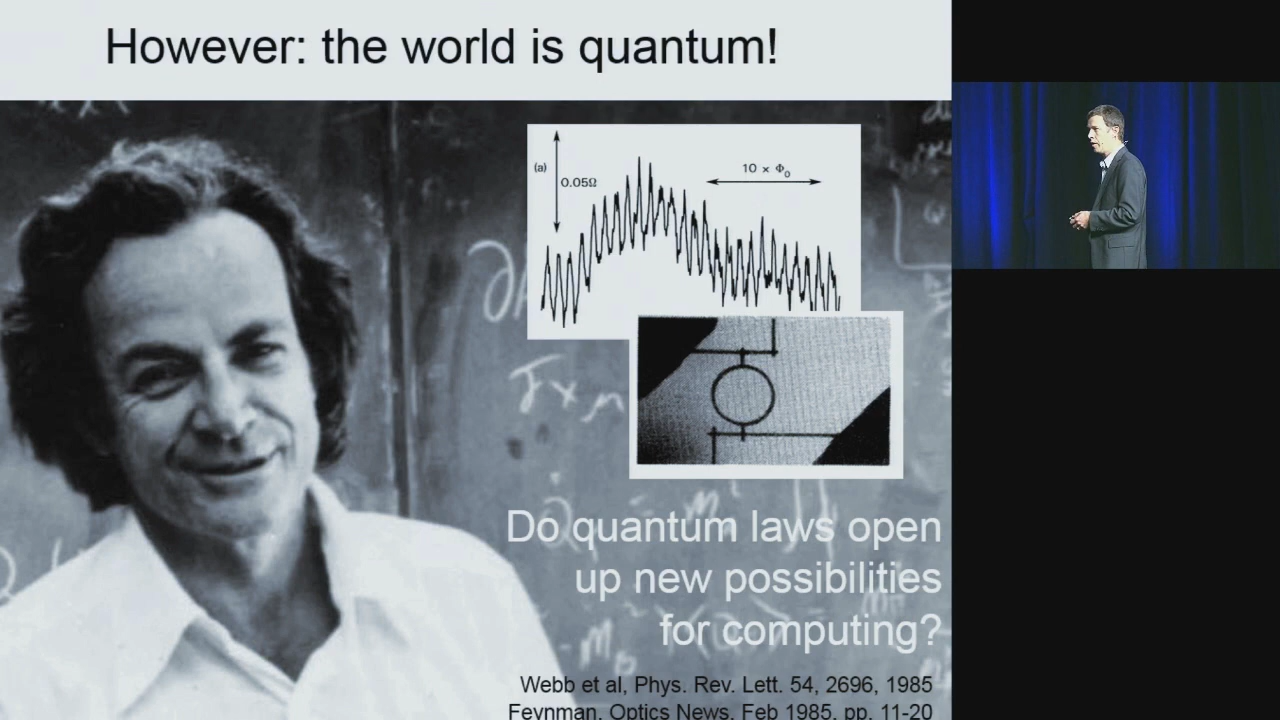 However: the world is quantum!
(a)
0.05Ω
10 x Φ₀
Do quantum laws open
up new possibilities
for computing?
Webb et al, Phys. Rev. Lett. 54, 2696, 1985
Feynman, Optics News, Feb 1985, pp. 11-20